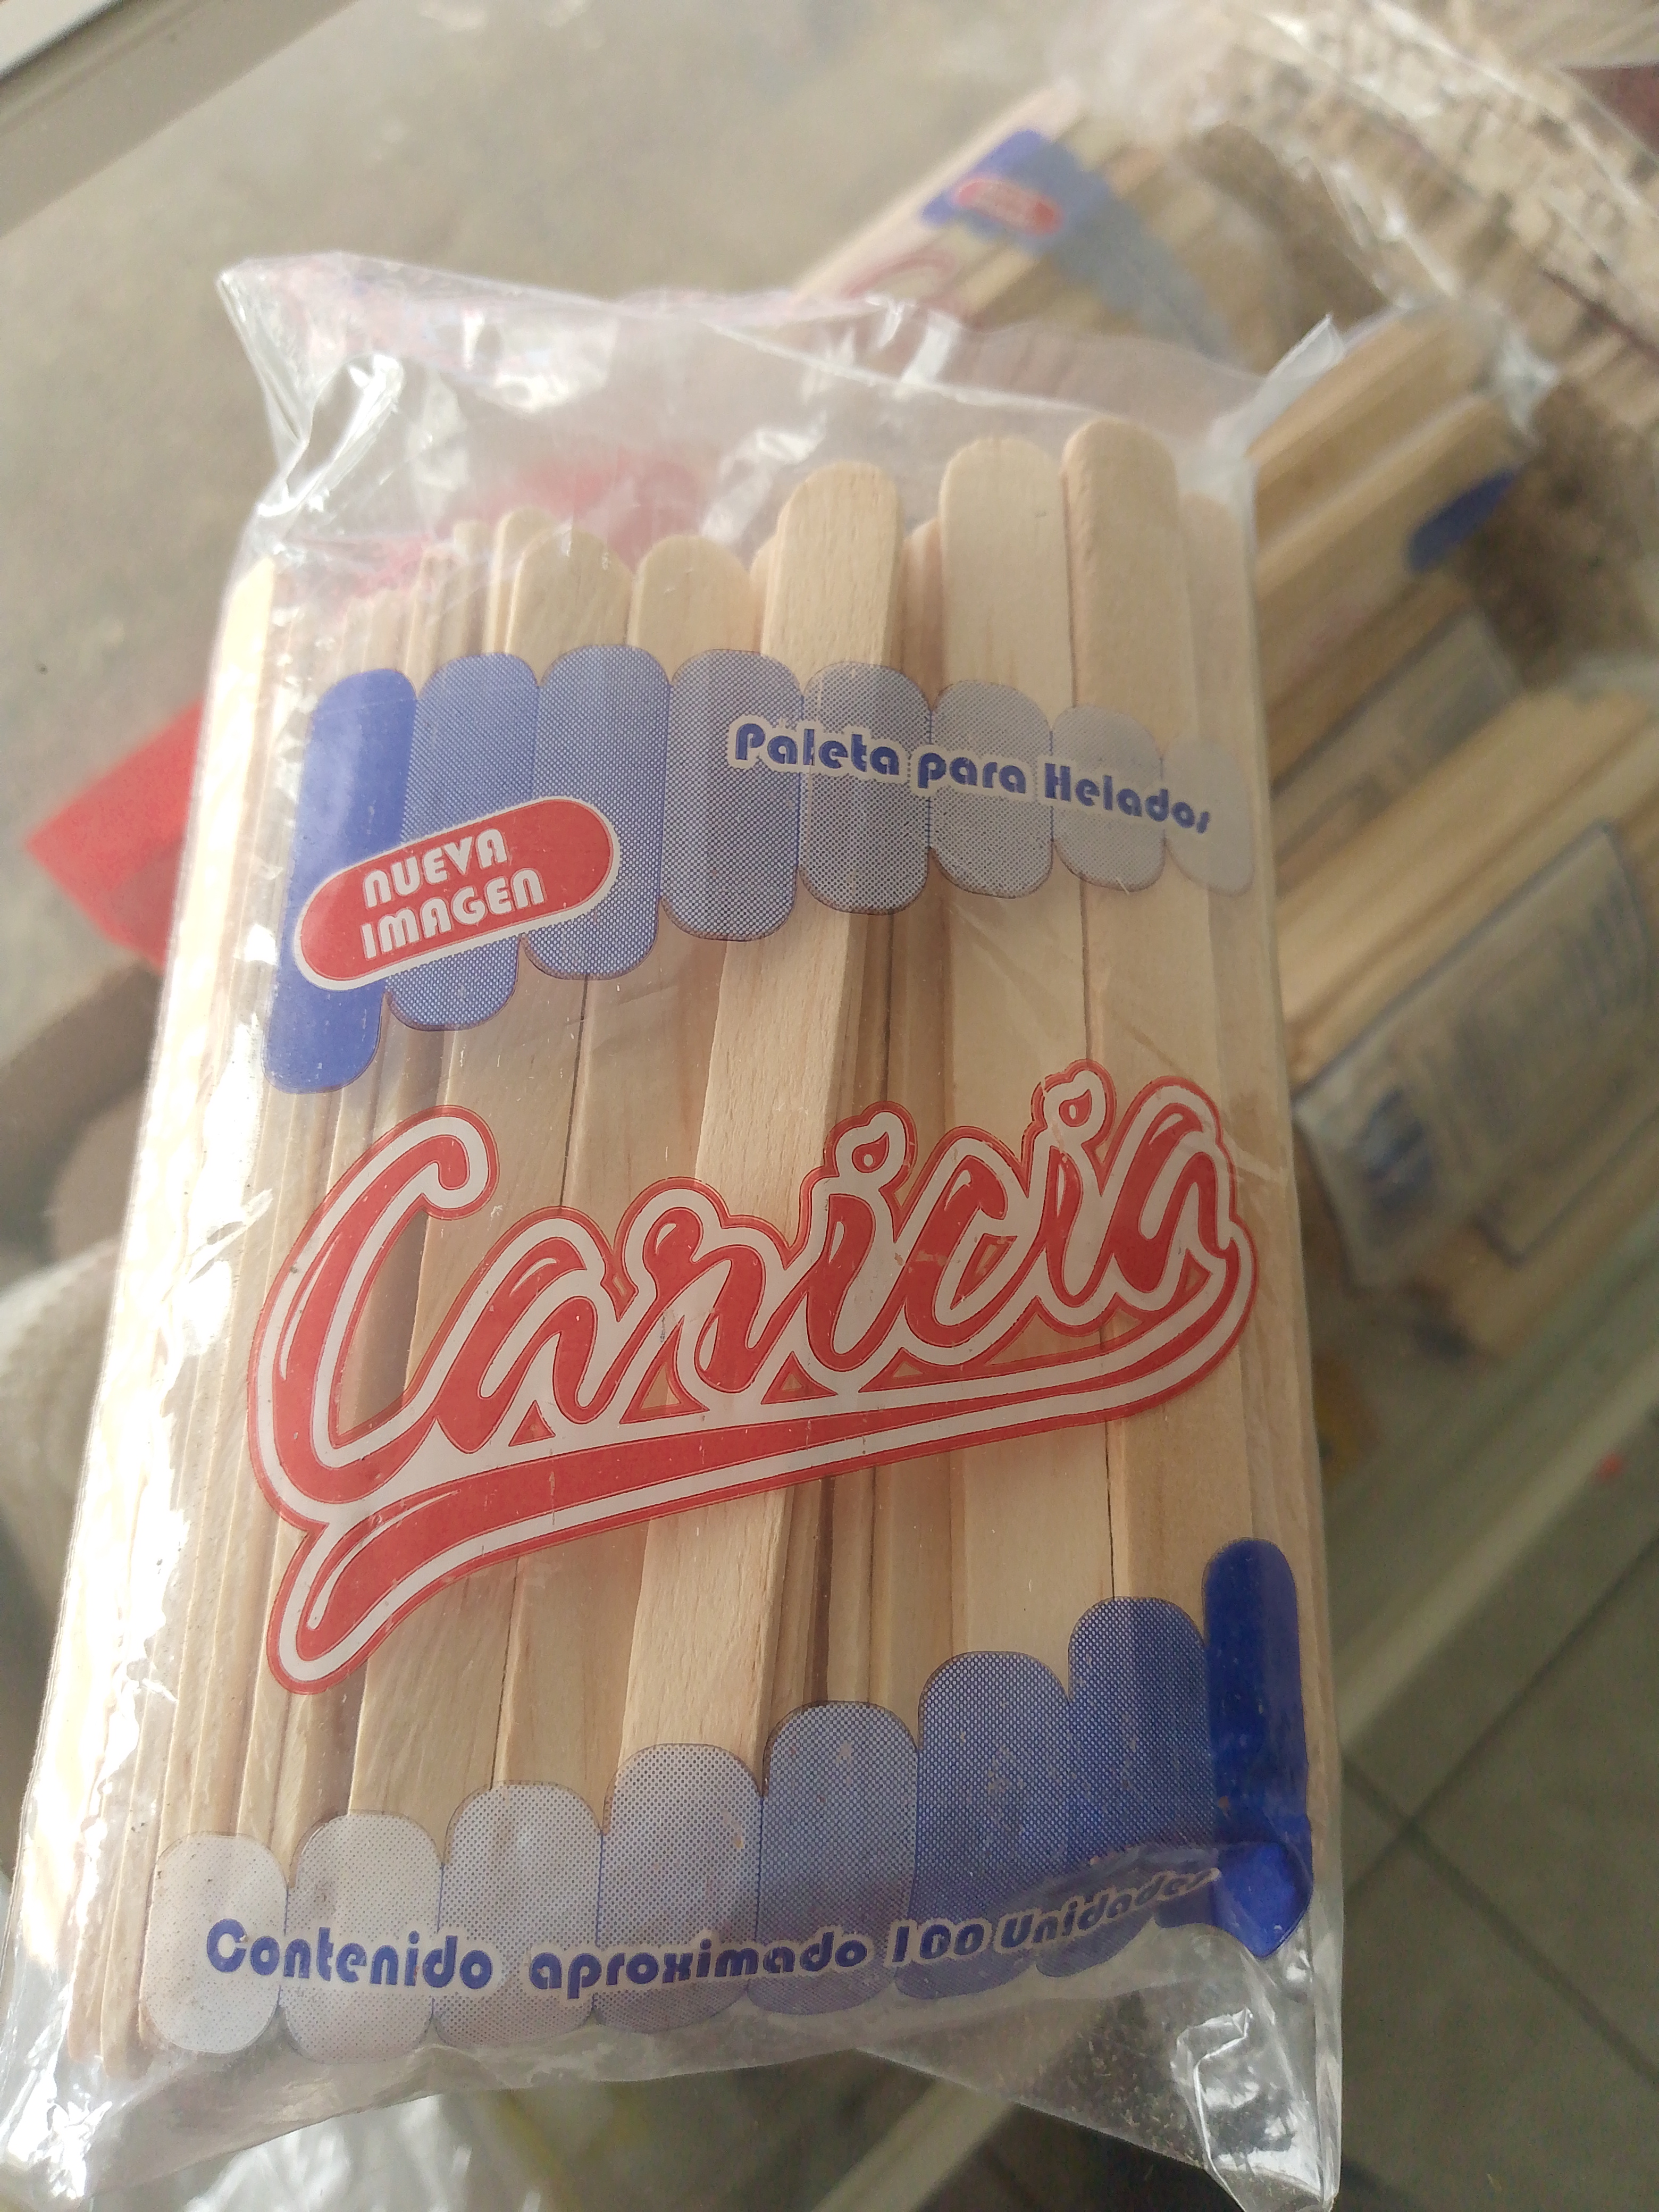 Paleta para Helados
NUEVA
IMAGEN
Caricia
Contenido aproximado 100 Unidades